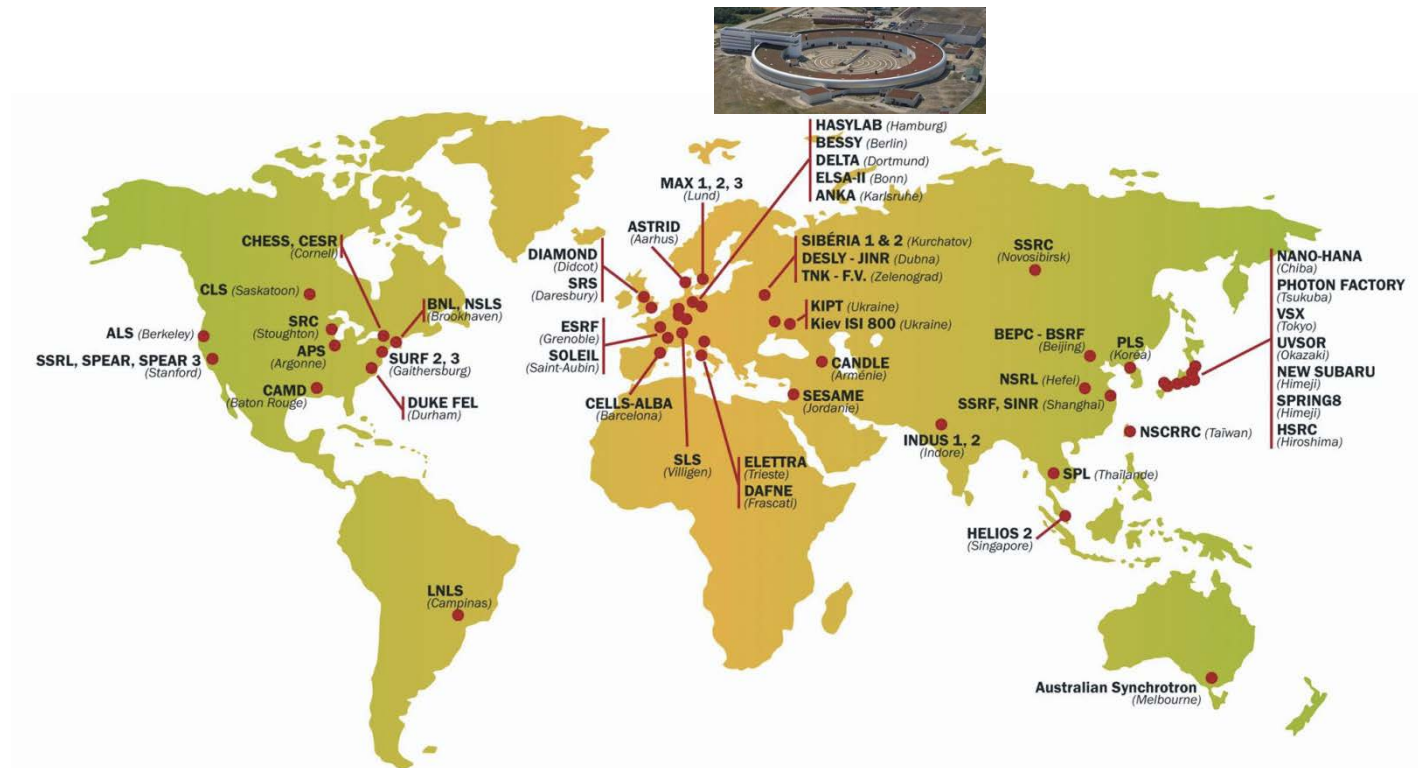 HASYLAB (Hamburg)
BESSY (Berlin)
DELTA (Dortmund)
ELSA-II (Bonn)
ANKA (Karlsruhe)
MAX 1, 2, 3
(Lund)
ASTRID
(Aarhus)
DIAMOND
(Didcot)
SRS
(Daresbury)
ESRF
(Grenoble)
SOLEIL
(Saint-Aubin)
CELLS-ALBA
(Barcelona)
SLS
(Villigen)
ELETTRA
(Trieste)
DAFNE
(Frascati)
SIBÉRIA 1 & 2 (Kurchatov)
DESLY - JINR (Dubna)
TNK - F.V. (Zelenograd)
KIPT (Ukraine)
Kiev ISI 800 (Ukraine)
CANDLE
(Arménie)
SESAME
(Jordanie)
CHESS, CESR
(Cornell)
CLS (Saskatoon)
BNL, NSLS
(Brookhaven)
ALS (Berkeley)
SRC
(Stoughton)
SSRL, SPEAR, SPEAR 3
(Stanford)
APS
(Argonne)
SURF 2, 3
(Gaithersburg)
CAMD
(Baton Rouge)
DUKE FEL
(Durham)
LNLS
(Campinas)
SSRC
(Novosibirsk)
BEPC - BSRF
(Beijing)
PLS
(Korea)
NSRL (Hefei)
SSRF, SINR (Shanghaï)
INDUS 1, 2
(Indore)
NSCRRC (Taïwan)
SPL (Thaïlande)
HELIOS 2
(Singapore)
NANO-HANA
(Chiba)
PHOTON FACTORY
(Tsukuba)
VSX
(Tokyo)
UVSOR
(Okazaki)
NEW SUBARU
(Himeji)
SPRING8
(Himeji)
HSRC
(Hiroshima)
Australian Synchrotron
(Melbourne)